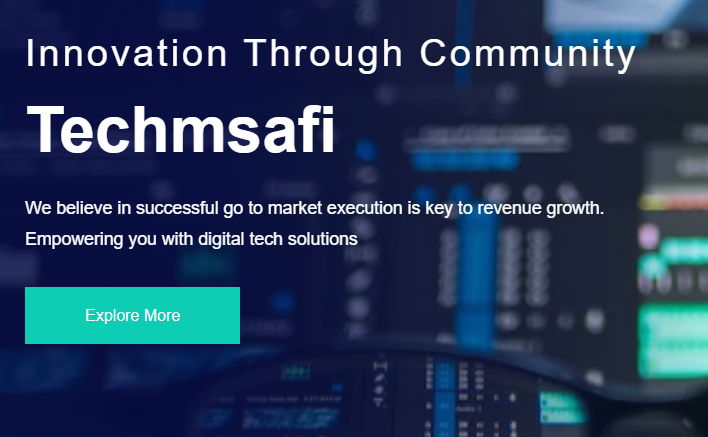 Innovation Through Community
Techmsafi
We believe in successful go to market execution is key to revenue growth.
Empowering you with digital tech solutions
Explore More